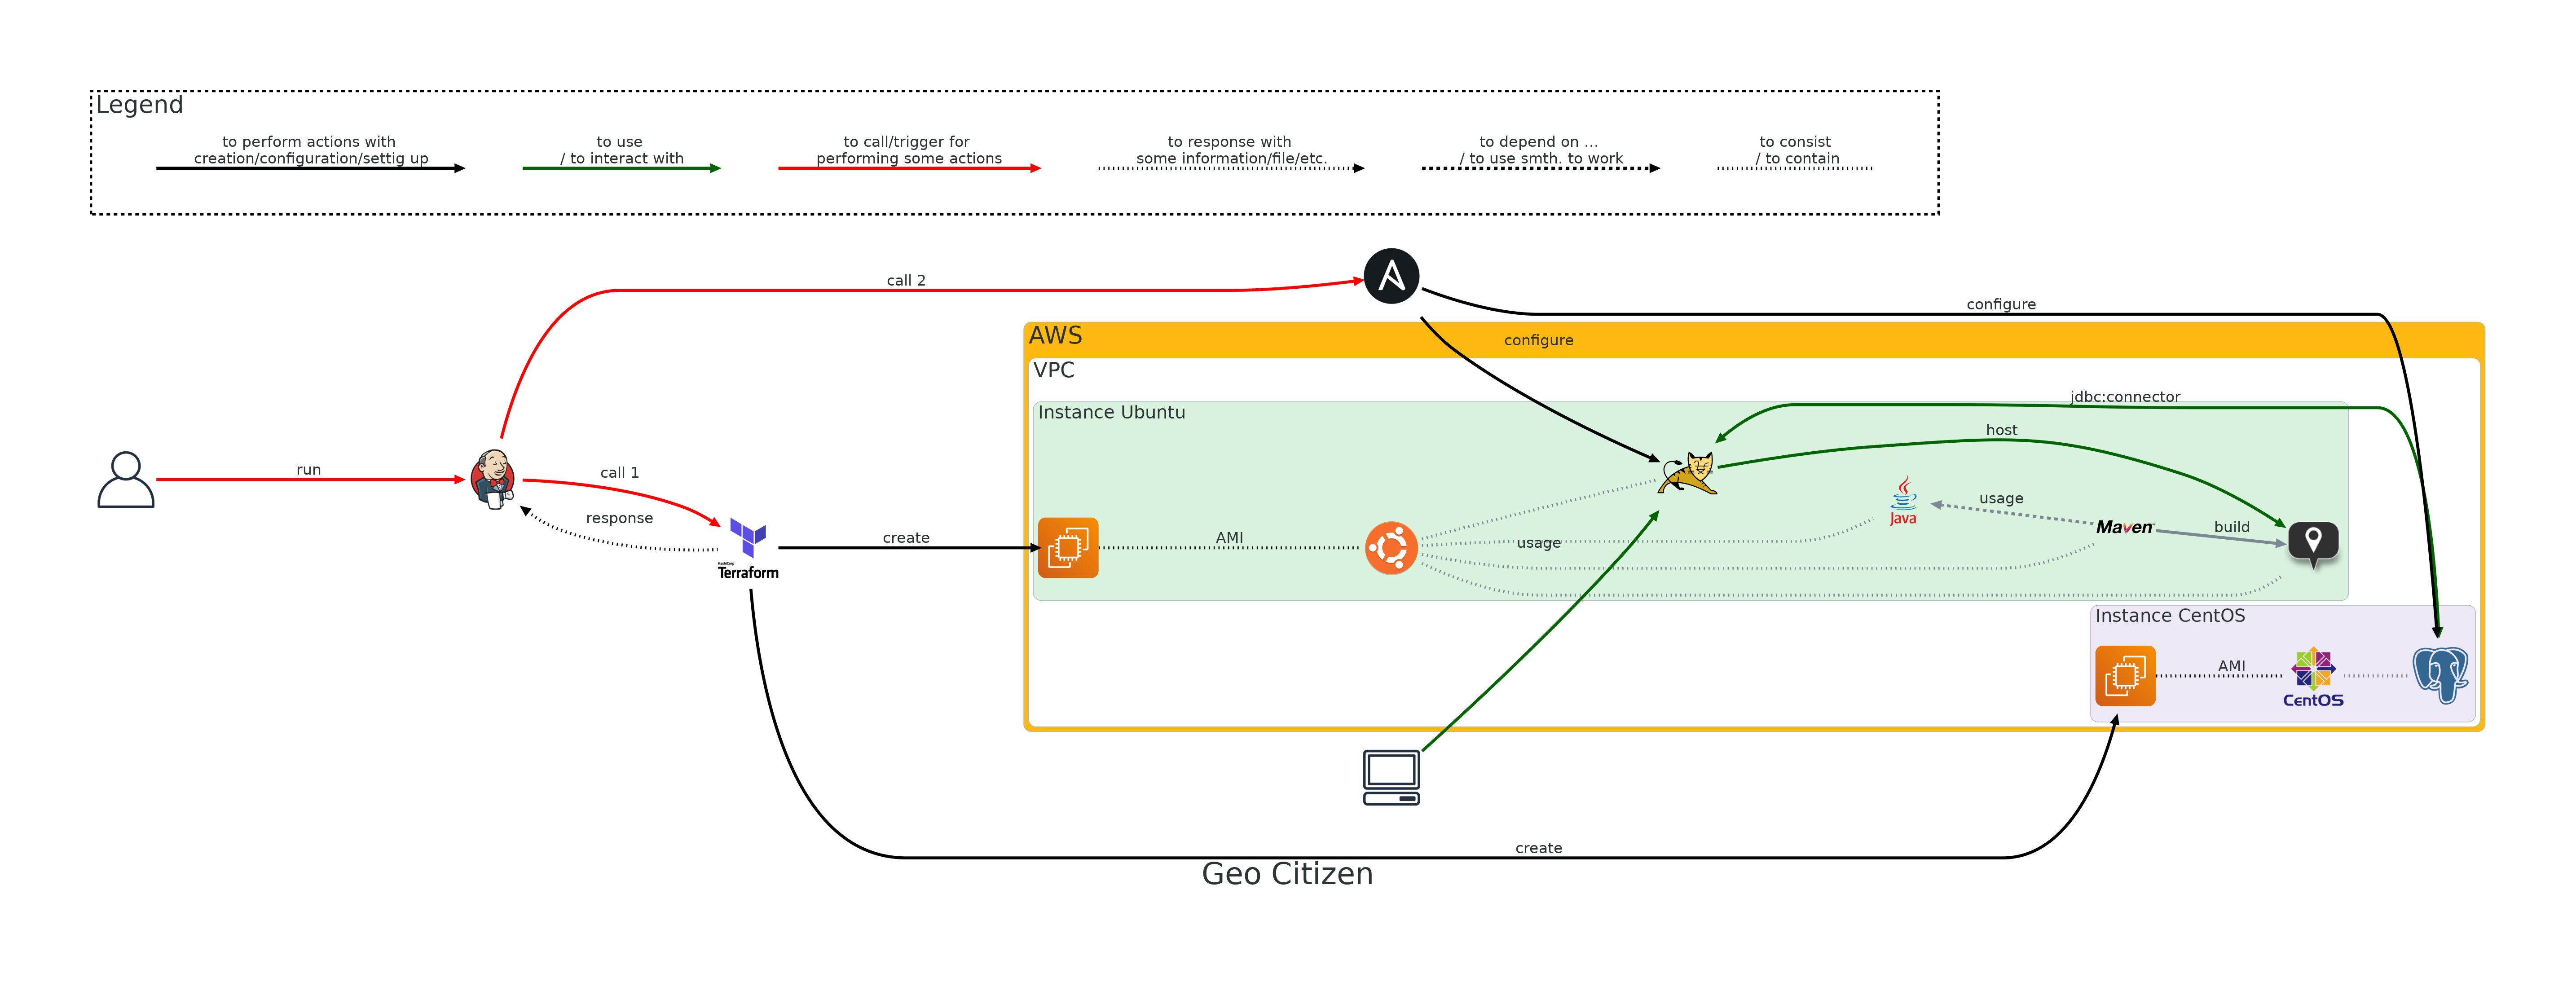 Legend
to perform actions with
creation/configuration/settig up
to use
/ to interact with
to call/trigger for
performing some actions
to response with
some information/file/etc.
to depend on ...
/ to use smth. to work
to consist
/ to contain
call 2
configure
AWS
configure
VPC
jdbc:connector
Instance Ubuntu
host
run
call 1
response
usage
Java
Maven
build
create
AMI
usage
HashiCorp
Terraform
Instance CentOS
AMI
CentOS
create
Geo Citizen